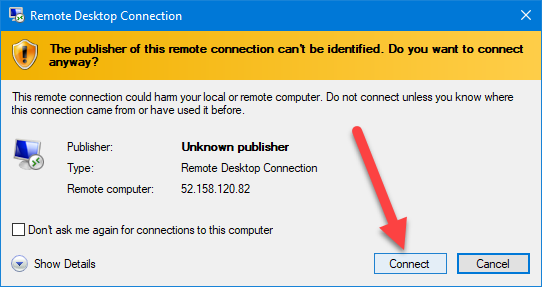 Remote Desktop Connection
The publisher of this remote connection can't be identified. Do you want to connect
anyway?
This remote connection could harm your local or remote computer. Do not connect unless you know where
this connection came from or have used it before.
Publisher: Unknown publisher
Type: Remote Desktop Connection
Remote computer: 52.158.120.82
Don't ask me again for connections to this computer
Show Details Connect Cancel